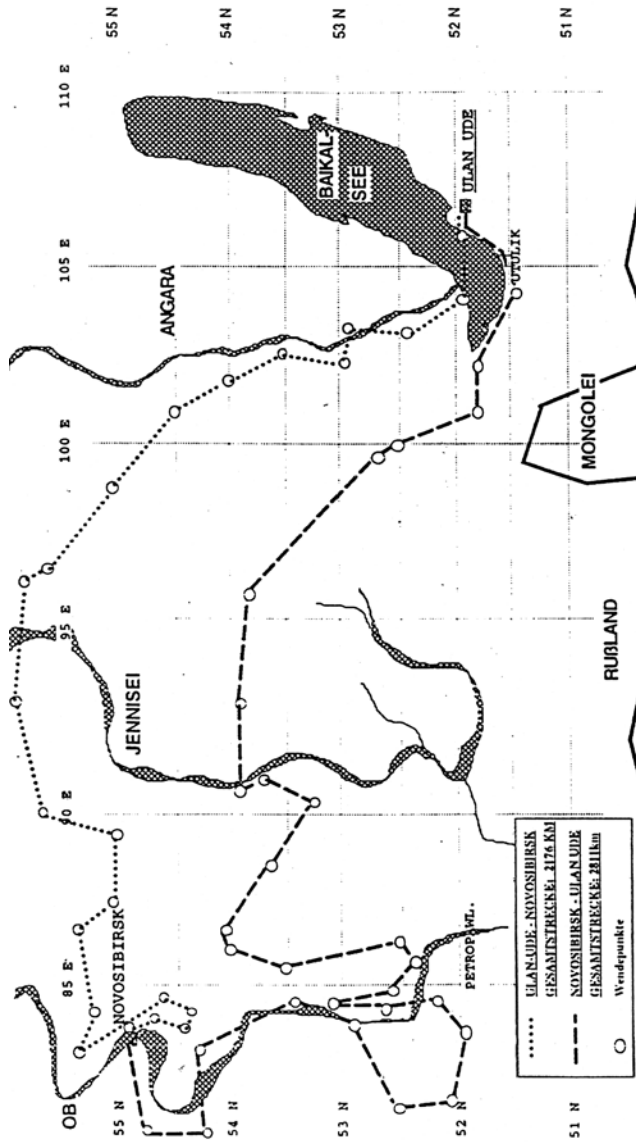 55 N
54 N
53 N
52 N
51 N
110 E
105 E
100 E
95 E
90 E
85 E
BAIKAL-
SEE
ULAN UDE
UTULIK
ANGARA
MONGOLEI
JENNISEI
RUßLAND
NOVOSIBIRSK
OB
PETROPAWL.
55 N
54 N
53 N
52 N
51 N
ULAN-UDE - NOVOSIBIRSK
GESAMTSTRECKE: 2176 KM
NOVOSIBIRSK - ULAN UDE
GESAMTSTRECKE: 2811km
Wendepunkte